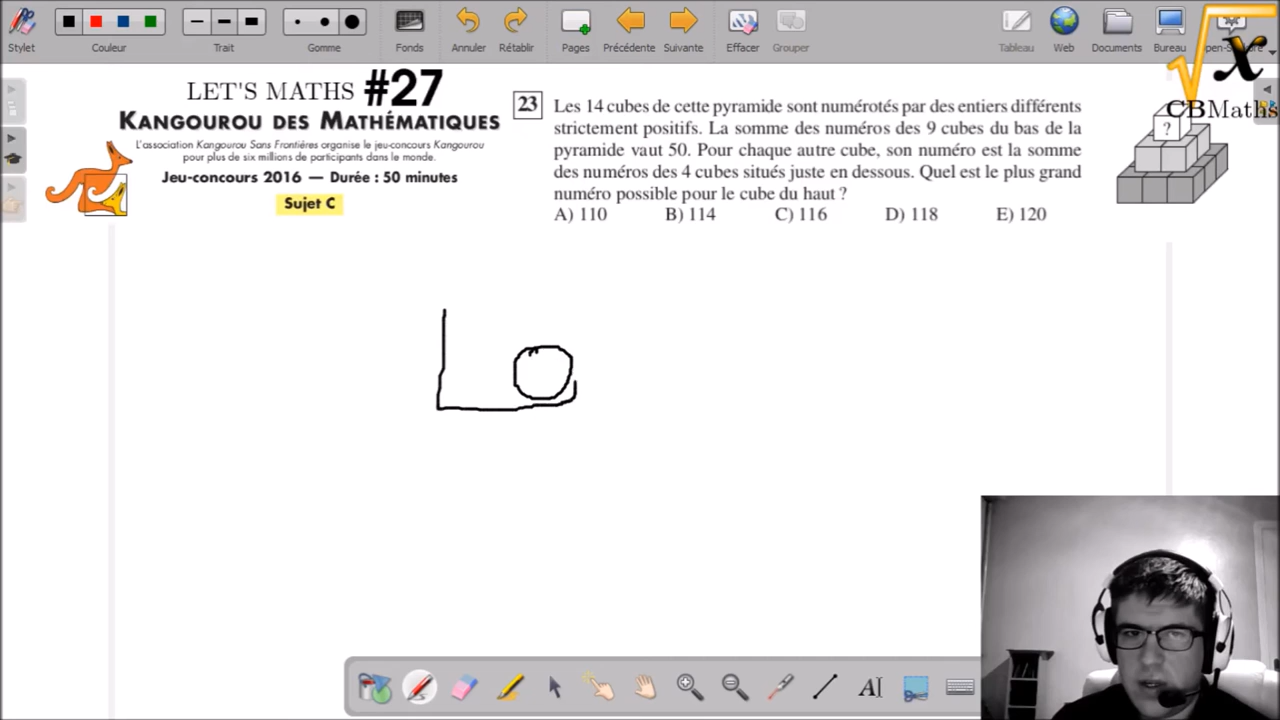 Stylet
Couleur
Trait
Gomme
Fonds
Annuler
Rétablir
Pages
Précédente
Suivante
Effacer
Grouper
Tableau
Web
Documents
Bureau
LET'S MATHS #27
KANGOUROU DES MATHÉMATIQUES
L'association Kangourou Sans Frontières organise le jeu-concours Kangourou
pour plus de six millions de participants dans le monde.
Jeu-concours 2016 — Durée : 50 minutes
Sujet C
23
Les 14 cubes de cette pyramide sont numérotés par des entiers différents
strictement positifs. La somme des numéros des 9 cubes du bas de la
pyramide vaut 50. Pour chaque autre cube, son numéro est la somme
des numéros des 4 cubes situés juste en dessous. Quel est le plus grand
numéro possible pour le cube du haut ?
A) 110 B) 114 C) 116 D) 118 E) 120
x
CBMaths
?
AI